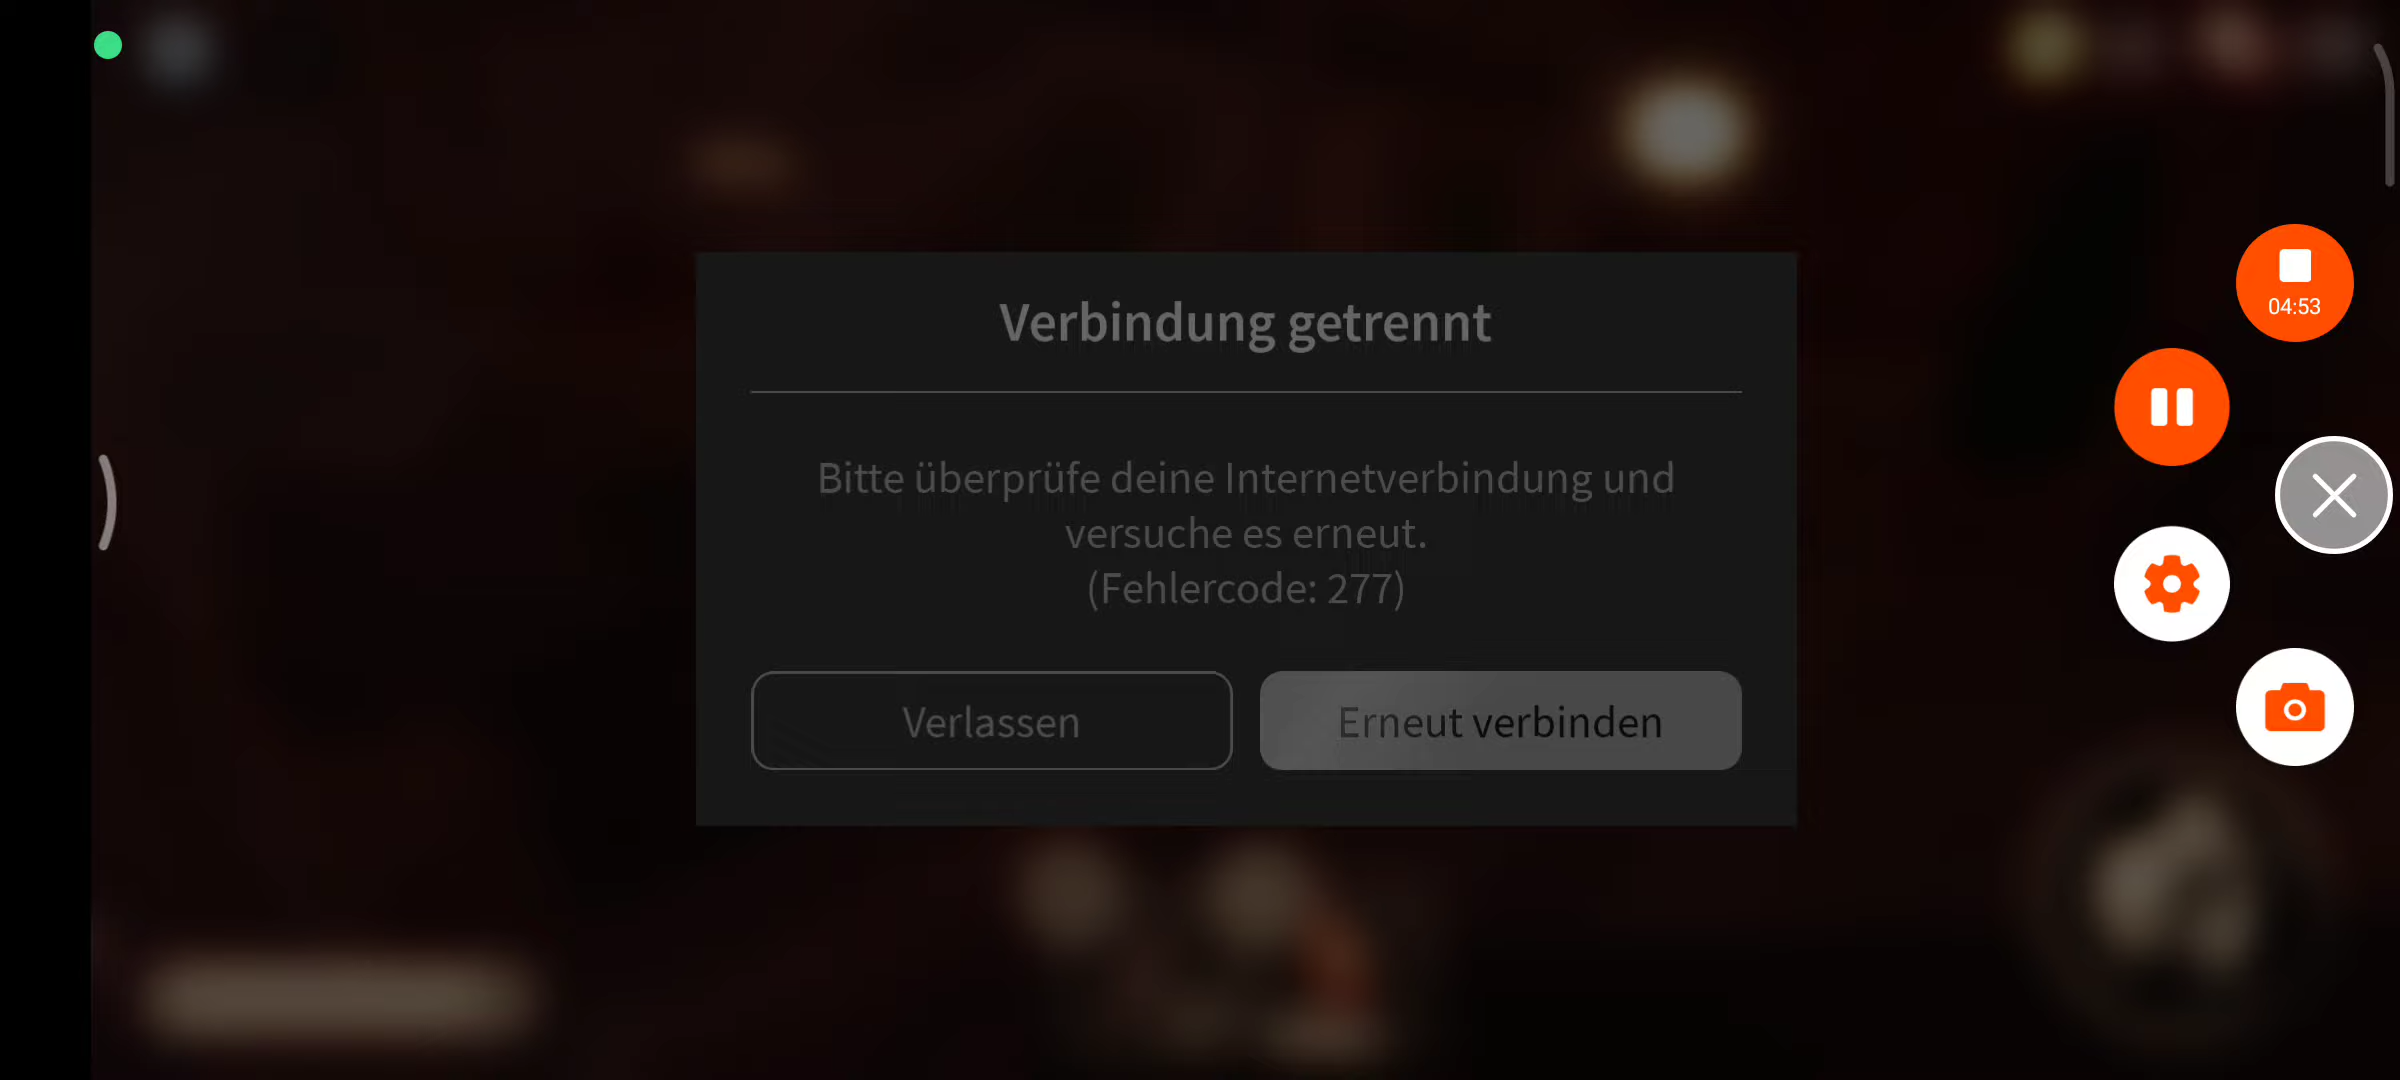 04:53
Verbindung getrennt
Bitte überprüfe deine Internetverbindung und
versuche es erneut.
(Fehlercode: 277)
Verlassen
Erneut verbinden